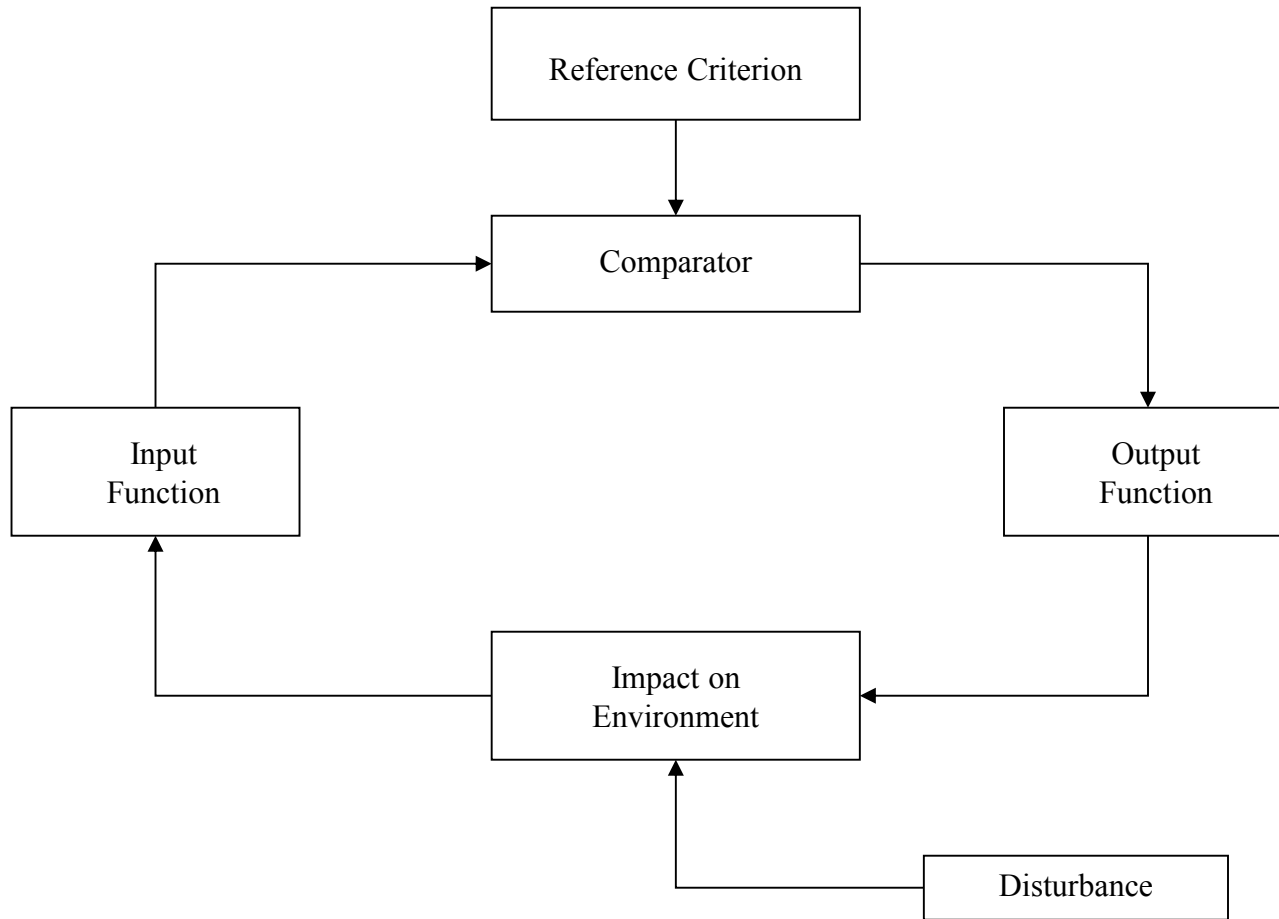 Reference Criterion
Comparator
Input
Function
Output
Function
Impact on
Environment
Disturbance